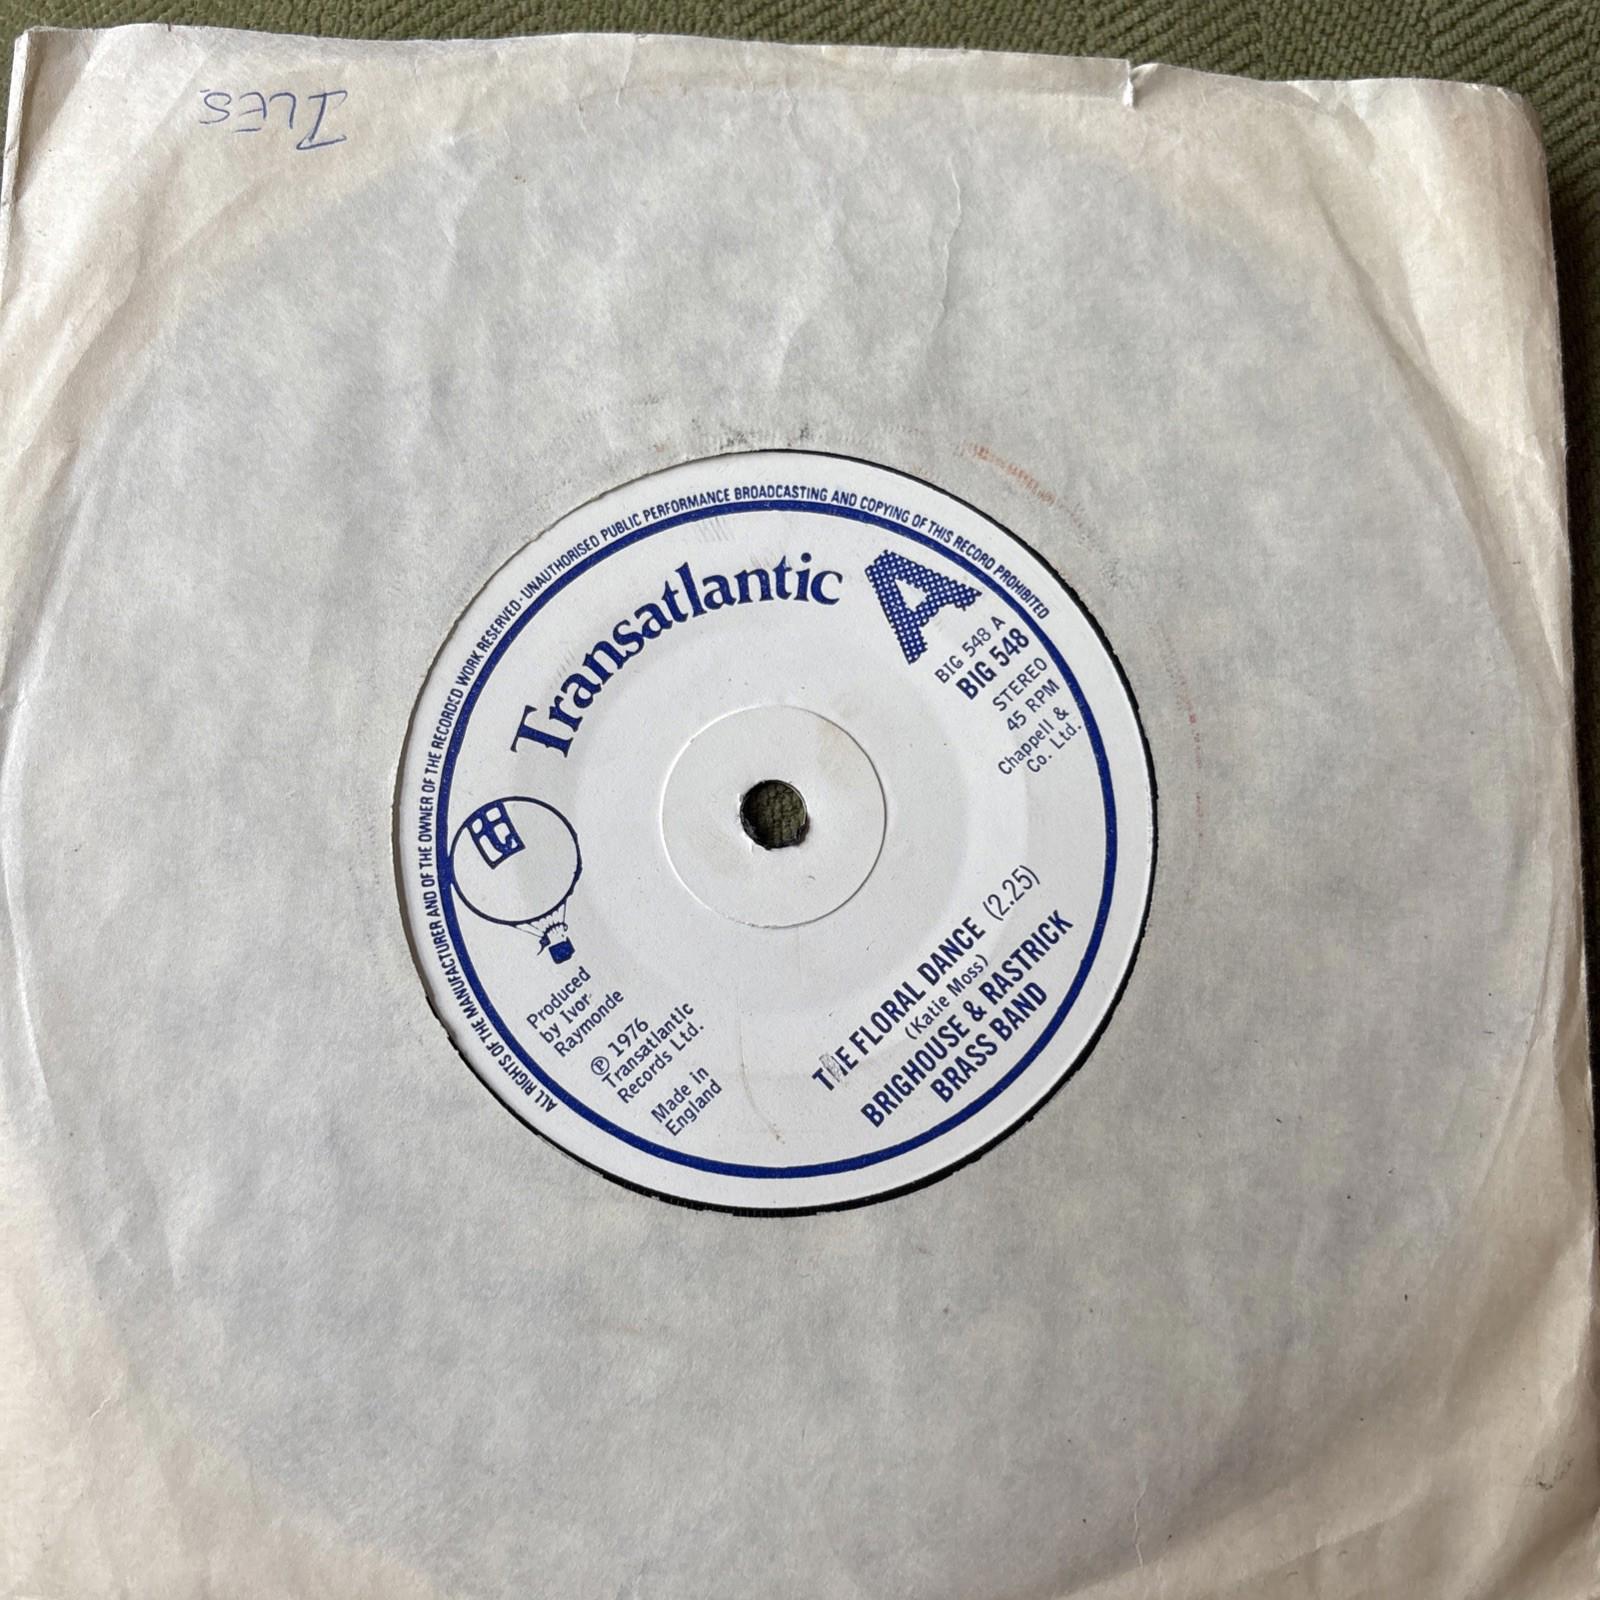 ILES
ALL RIGHTS OF THE MANUFACTURER AND OF THE OWNER OF THE RECORDED WORK RESERVED · UNAUTHORISED PUBLIC PERFORMANCE BROADCASTING AND COPYING OF THIS RECORD PROHIBITED
Transatlantic
A
BIG 548 A
BIG 548
STEREO
45 RPM
Chappell &
Co. Ltd.
Produced
by Ivor
Raymonde
℗ 1976
Transatlantic
Records Ltd.
Made in
England
THE FLORAL DANCE (2.25)
(Katie Moss)
BRIGHOUSE & RASTRICK
BRASS BAND